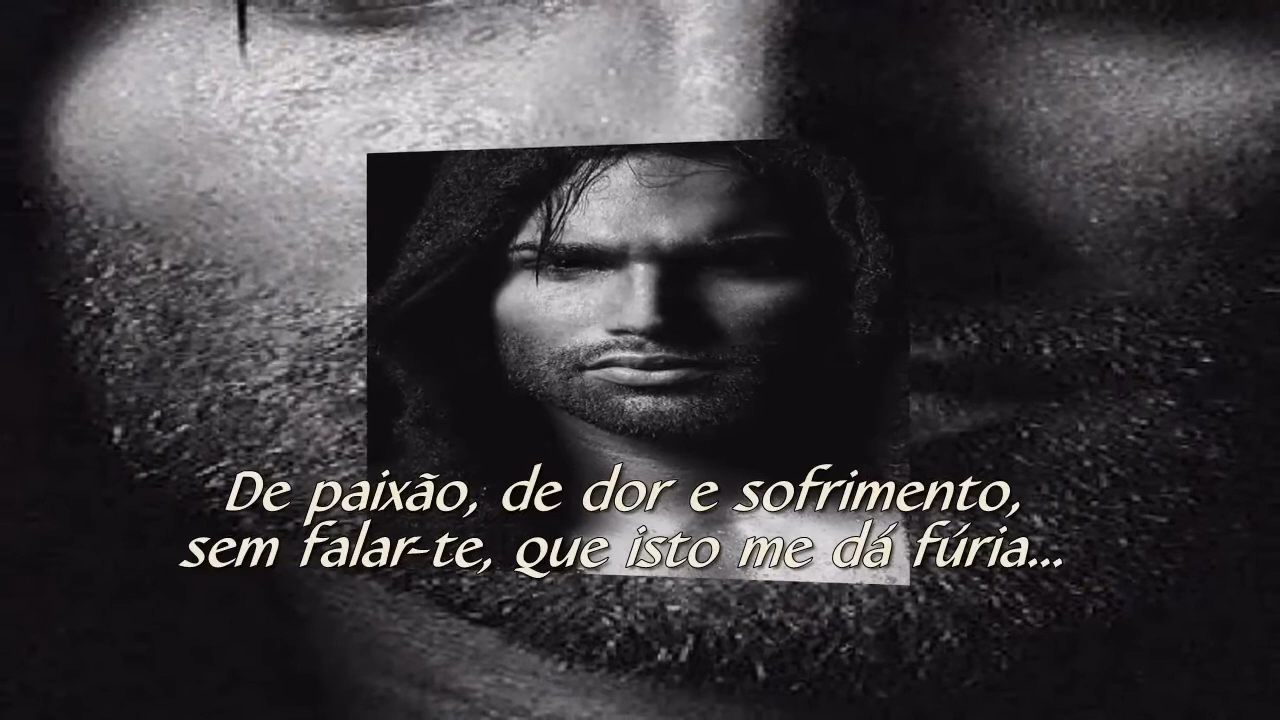 De paixão, de dor e sofrimento,
sem falar-te, que isto me dá fúria...